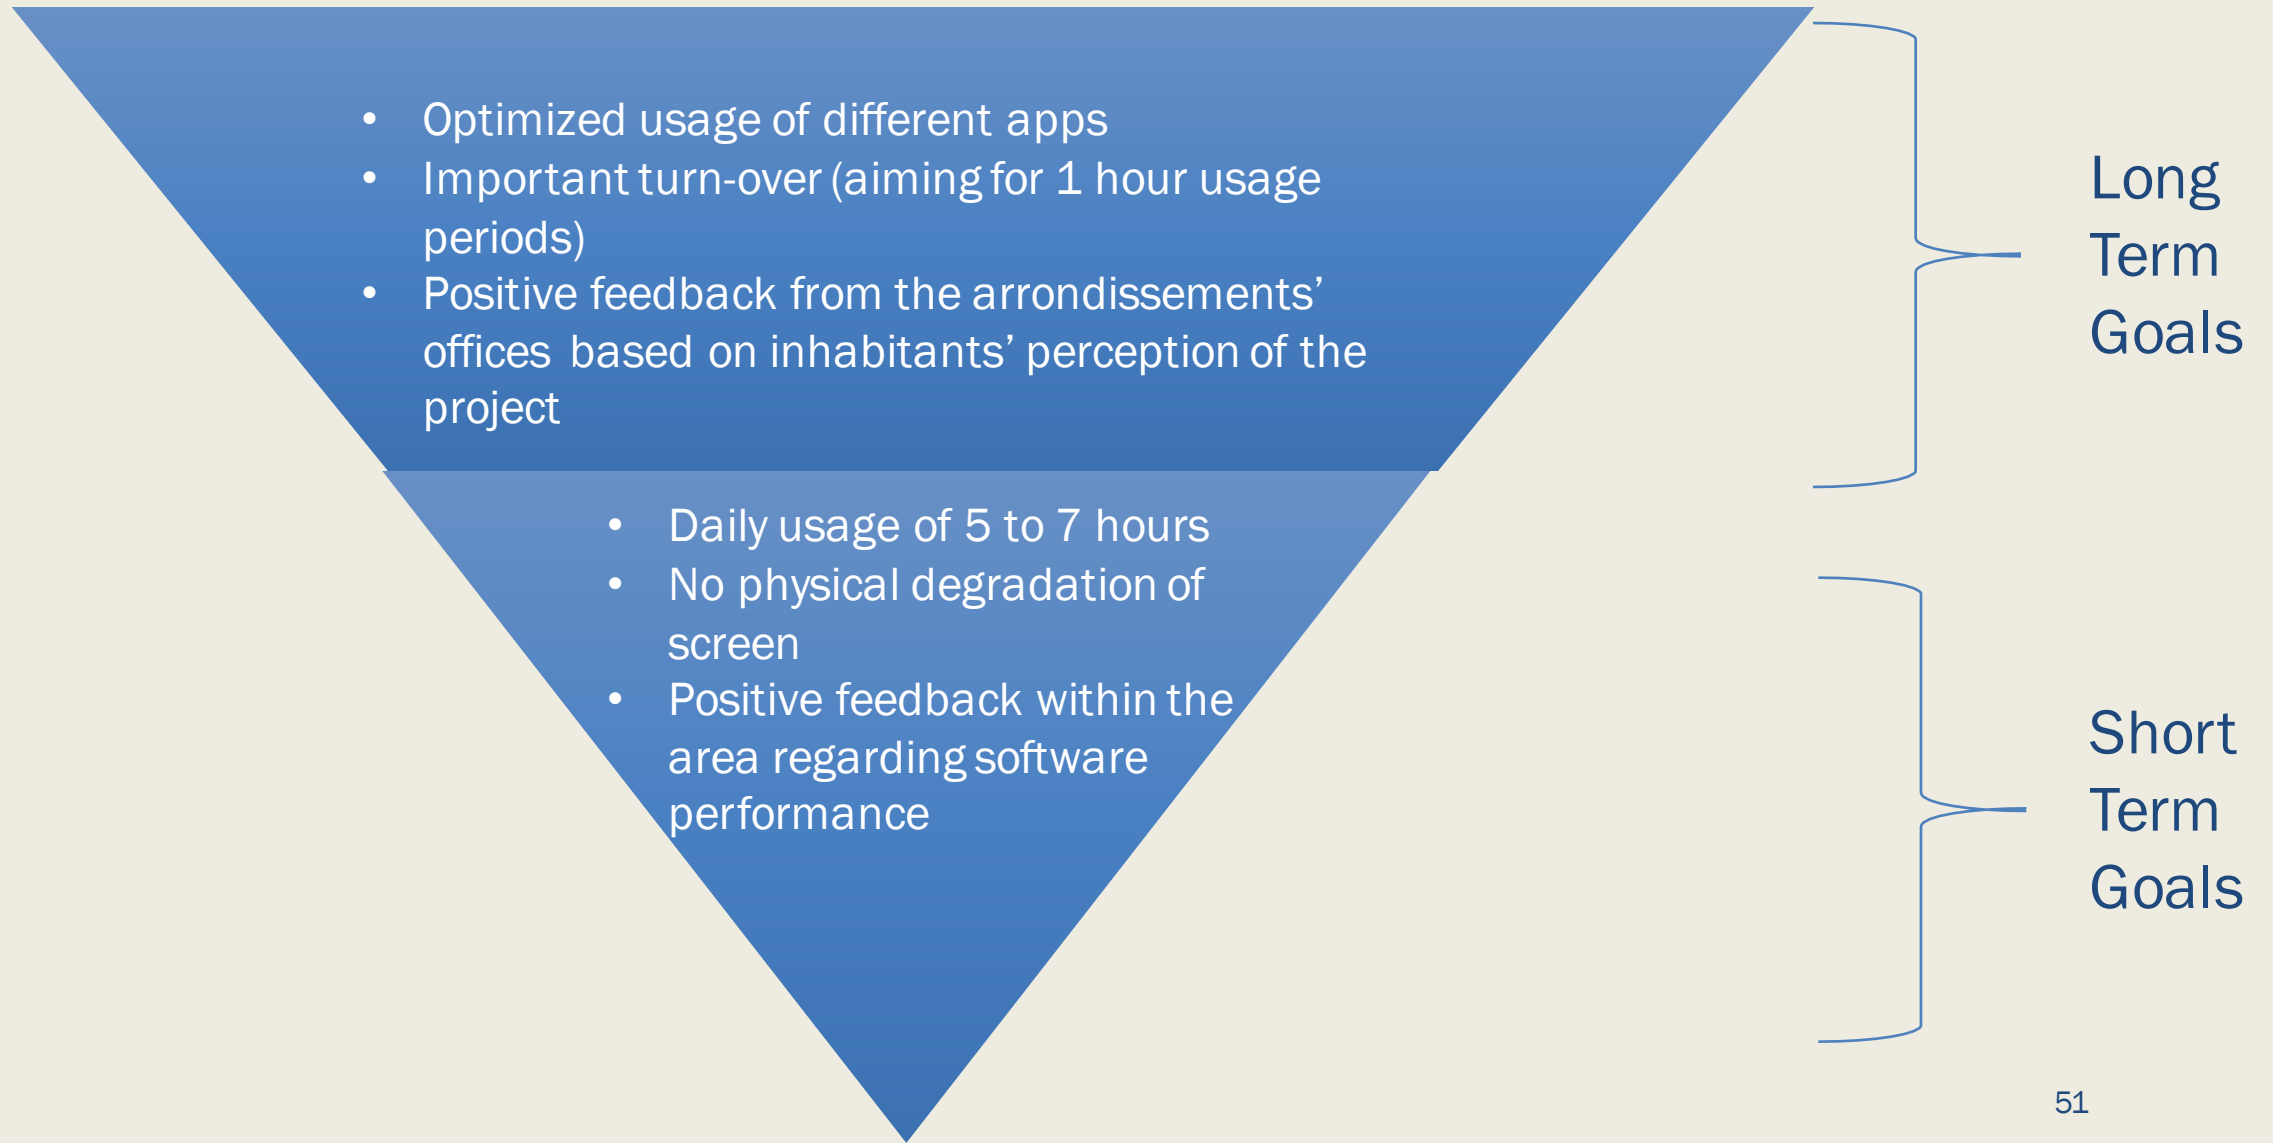 • Optimized usage of different apps
• Important turn-over (aiming for 1 hour usage
periods)
• Positive feedback from the arrondissements’
offices based on inhabitants’ perception of the
project
Long
Term
Goals
• Daily usage of 5 to 7 hours
• No physical degradation of
screen
• Positive feedback within the
area regarding software
performance
Short
Term
Goals
51